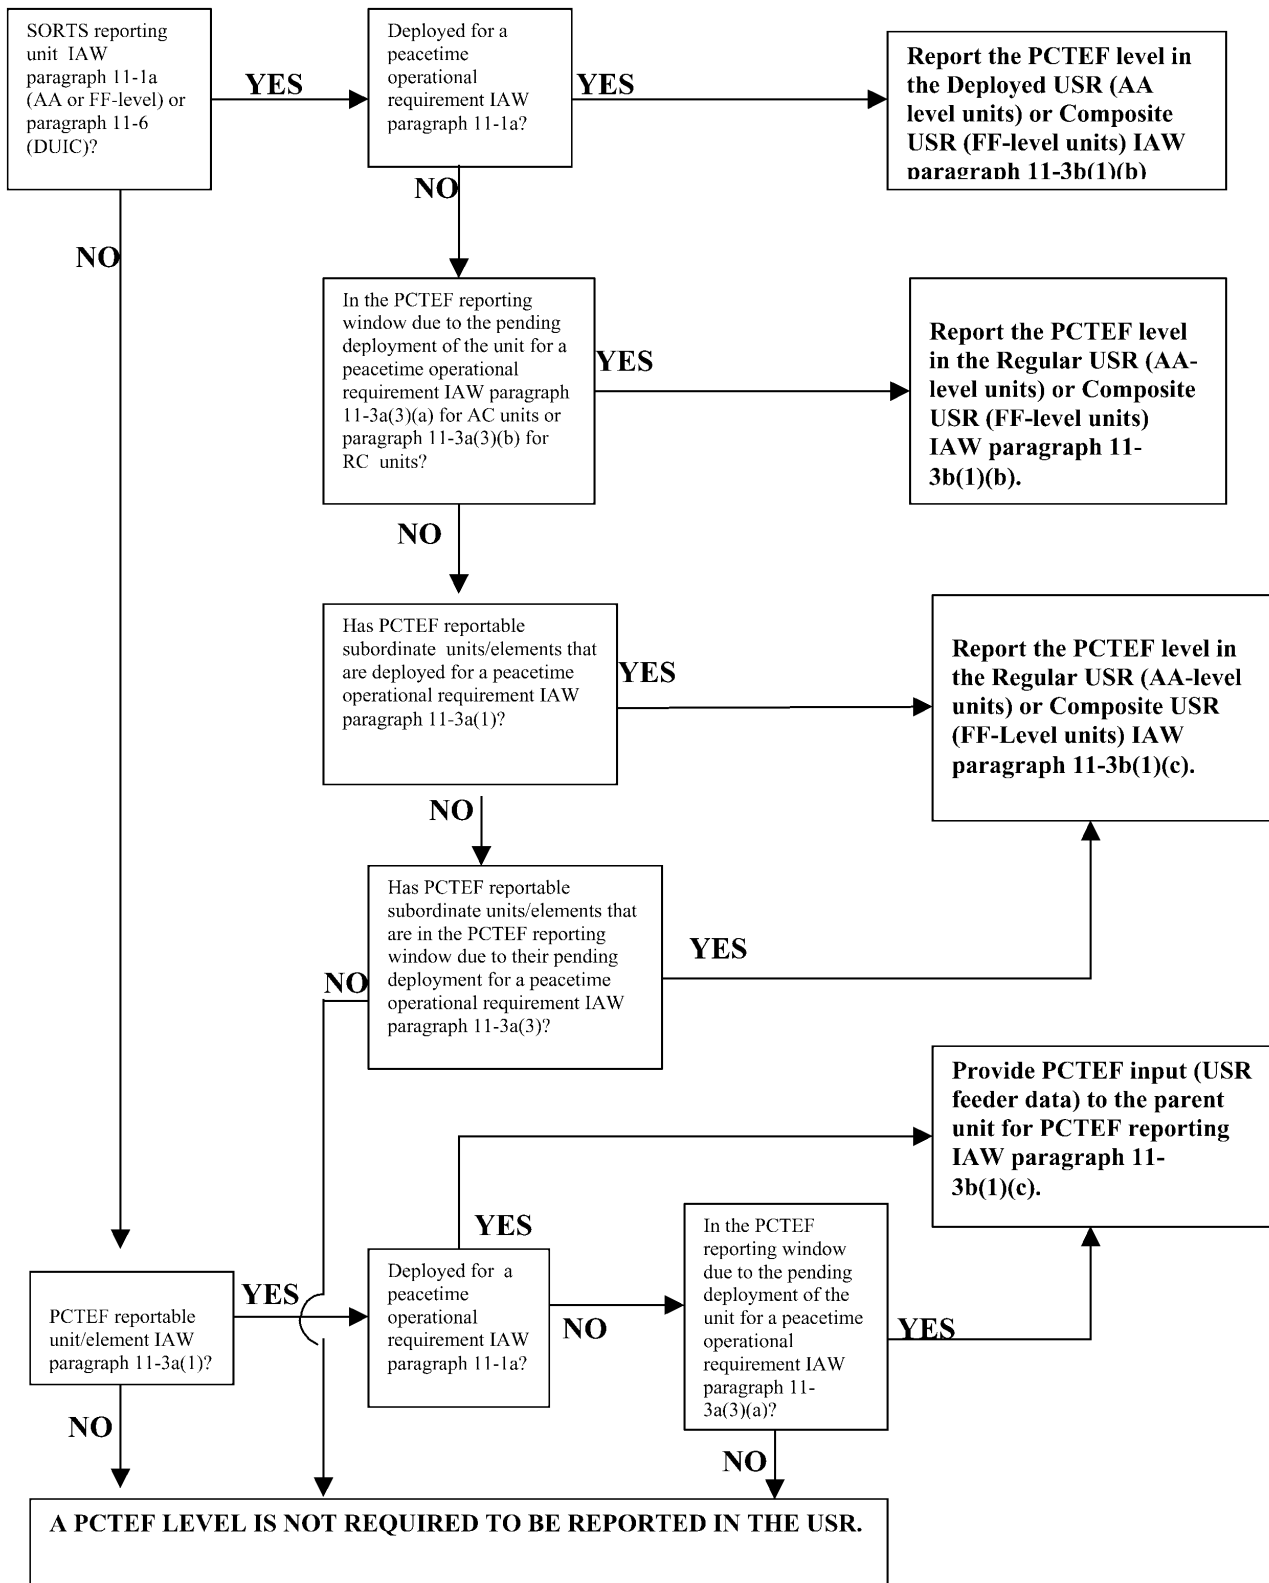 SORTS reporting
unit IAW
paragraph 11-1a
(AA or FF-level) or
paragraph 11-6
(DUIC)?
YES
Deployed for a
peacetime
operational
requirement IAW
paragraph 11-1a?
YES
Report the PCTEF level in
the Deployed USR (AA
level units) or Composite
USR (FF-level units) IAW
paragraph 11-3b(1)(b)
NO
NO
In the PCTEF reporting
window due to the pending
deployment of the unit for a
peacetime operational
requirement IAW paragraph
11-3a(3)(a) for AC units or
paragraph 11-3a(3)(b) for
RC units?
YES
Report the PCTEF level
in the Regular USR (AA-
level units) or Composite
USR (FF-level units)
IAW paragraph 11-
3b(1)(b).
NO
Has PCTEF reportable
subordinate units/elements that
are deployed for a peacetime
operational requirement IAW
paragraph 11-3a(1)?
YES
Report the PCTEF level in
the Regular USR (AA-level
units) or Composite USR
(FF-Level units) IAW
paragraph 11-3b(1)(c).
NO
Has PCTEF reportable
subordinate units/elements that
are in the PCTEF reporting
window due to their pending
deployment for a peacetime
operational requirement IAW
paragraph 11-3a(3)?
YES
NO
Provide PCTEF input (USR
feeder data) to the parent
unit for PCTEF reporting
IAW paragraph 11-
3b(1)(c).
PCTEF reportable
unit/element IAW
paragraph 11-3a(1)?
YES
YES
Deployed for a
peacetime
operational
requirement IAW
paragraph 11-1a?
NO
In the PCTEF
reporting window
due to the pending
deployment of the
unit for a peacetime
operational
requirement IAW
paragraph 11-
3a(3)(a)?
YES
NO
NO
A PCTEF LEVEL IS NOT REQUIRED TO BE REPORTED IN THE USR.